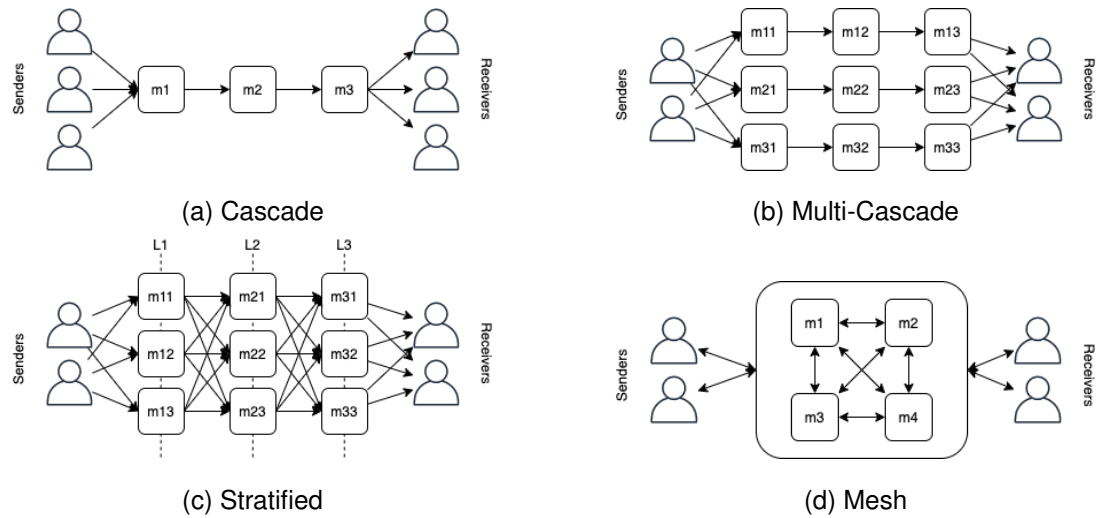 Senders
m1
m2
m3
Receivers
(a) Cascade
Senders
m11
m12
m13
m21
m22
m23
m31
m32
m33
Receivers
(b) Multi-Cascade
L1
L2
L3
Senders
m11
m21
m31
m12
m22
m32
m13
m23
m33
Receivers
(c) Stratified
Senders
m1
m2
m3
m4
Receivers
(d) Mesh